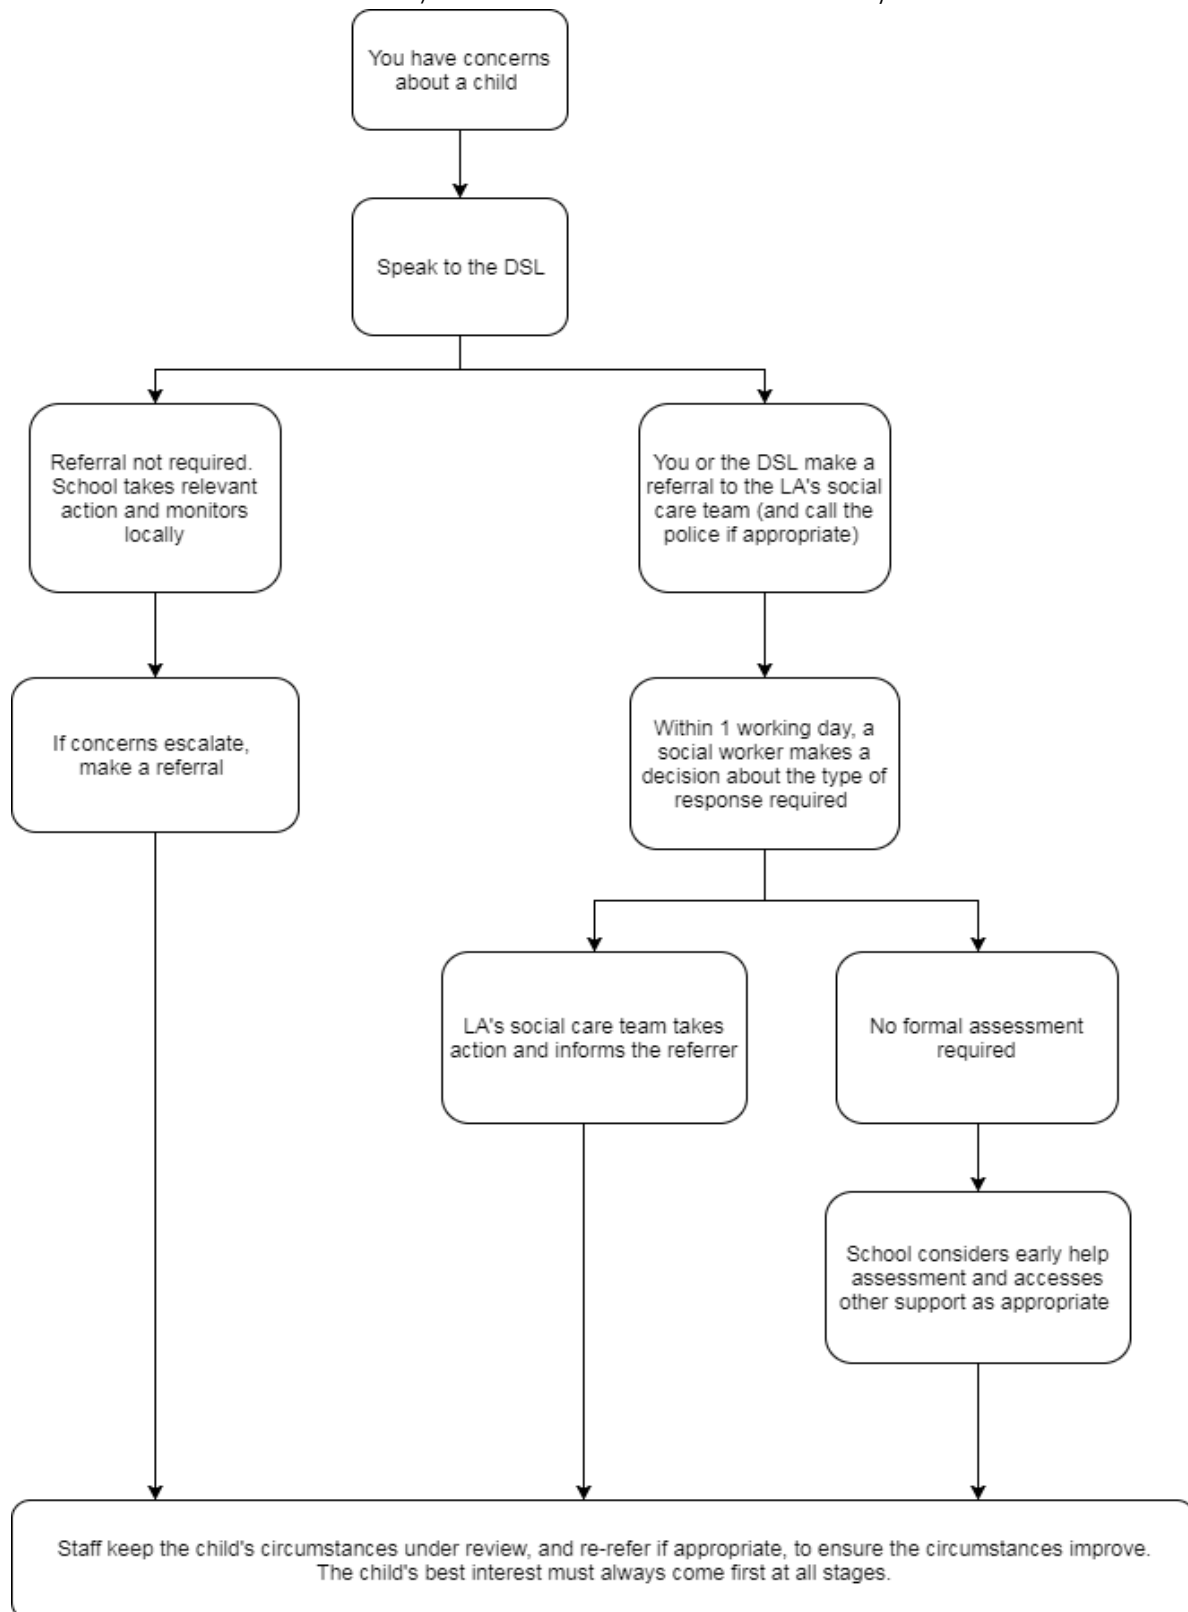 You have concerns
about a child
Speak to the DSL
Referral not required.
School takes relevant
action and monitors
locally
You or the DSL make a
referral to the LA's social
care team (and call the
police if appropriate)
If concerns escalate,
make a referral
Within 1 working day, a
social worker makes a
decision about the type of
response required
LA's social care team takes
action and informs the referrer
No formal assessment
required
School considers early help
assessment and accesses
other support as appropriate
Staff keep the child's circumstances under review, and re-refer if appropriate, to ensure the circumstances improve.
The child's best interest must always come first at all stages.